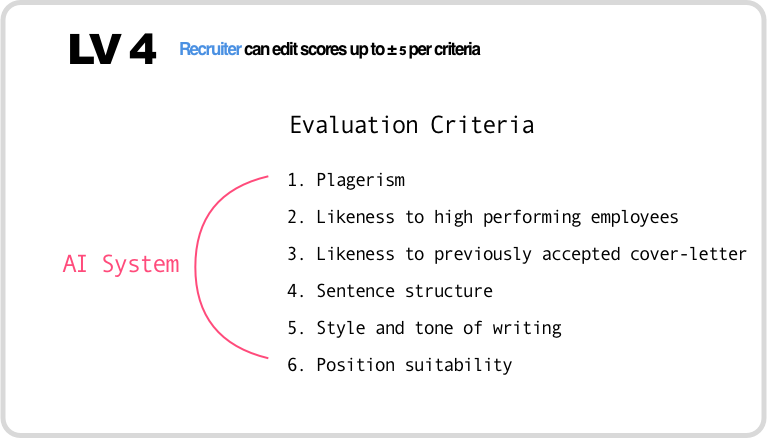 LV 4 Recruiter can edit scores up to ± 5 per criteria
Evaluation Criteria
1. Plagerism
2. Likeness to high performing employees
3. Likeness to previously accepted cover-letter
AI System
4. Sentence structure
5. Style and tone of writing
6. Position suitability